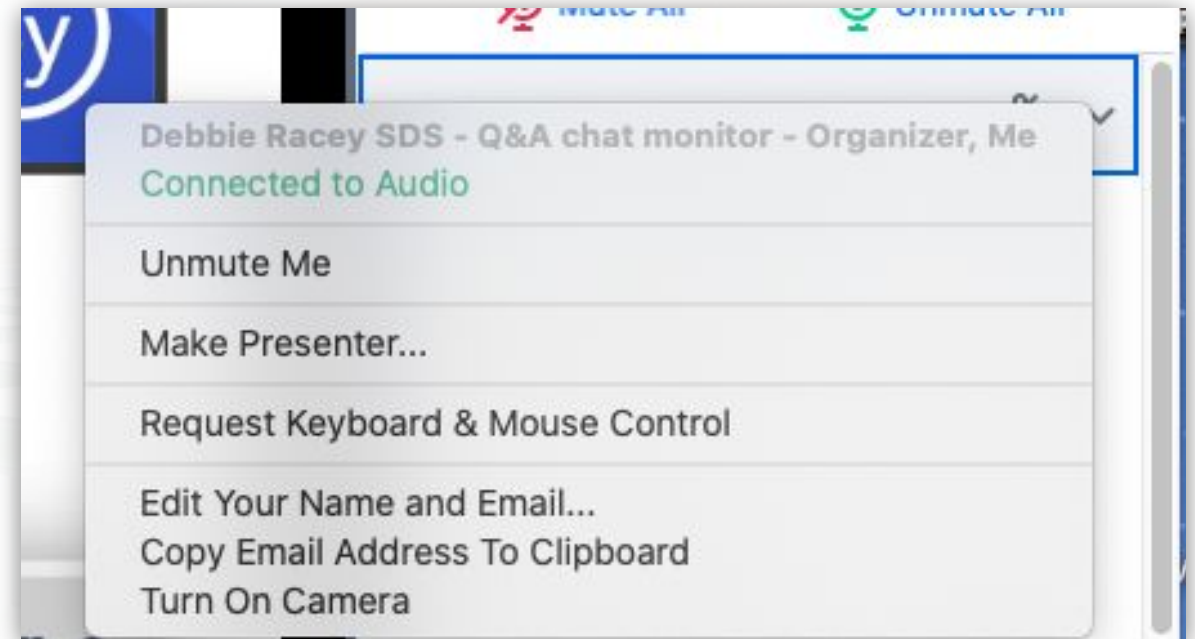 y
Mute All
Unmute All
Debbie Racey SDS - Q&A chat monitor - Organizer, Me
Connected to Audio
Unmute Me
Make Presenter...
Request Keyboard & Mouse Control
Edit Your Name and Email...
Copy Email Address To Clipboard
Turn On Camera